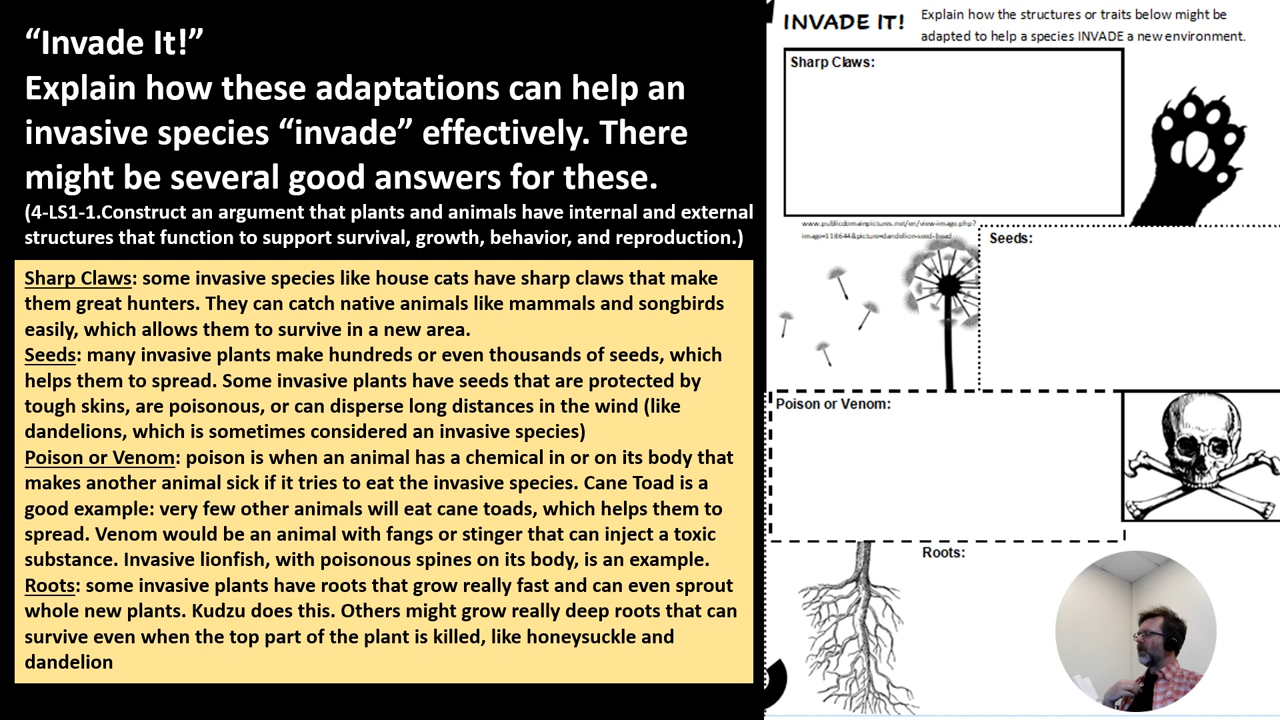 “Invade It!”
Explain how these adaptations can help an
invasive species “invade” effectively. There
might be several good answers for these.
(4-LS1-1.Construct an argument that plants and animals have internal and external
structures that function to support survival, growth, behavior, and reproduction.)
Sharp Claws: some invasive species like house cats have sharp claws that make
them great hunters. They can catch native animals like mammals and songbirds
easily, which allows them to survive in a new area.
Seeds: many invasive plants make hundreds or even thousands of seeds, which
helps them to spread. Some invasive plants have seeds that are protected by
tough skins, are poisonous, or can disperse long distances in the wind (like
dandelions, which is sometimes considered an invasive species)
Poison or Venom: poison is when an animal has a chemical in or on its body that
makes another animal sick if it tries to eat the invasive species. Cane Toad is a
good example: very few other animals will eat cane toads, which helps them to
spread. Venom would be an animal with fangs or stinger that can inject a toxic
substance. Invasive lionfish, with poisonous spines on its body, is an example.
Roots: some invasive plants have roots that grow really fast and can even sprout
whole new plants. Kudzu does this. Others might grow really deep roots that can
survive even when the top part of the plant is killed, like honeysuckle and
dandelion
INVADE IT!
Explain how the structures or traits below might be
adapted to help a species INVADE a new environment.
Sharp Claws:
www.publicdomainpictures.net/en/view-image.php?
image=118644&picture=dandelion-seed-head
Seeds:
Poison or Venom:
Roots: